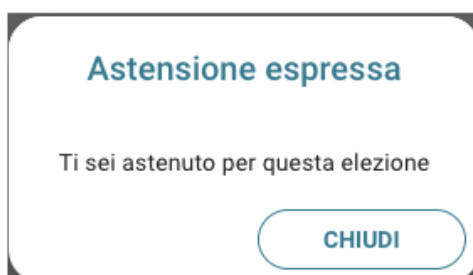 Astensione espressa
Ti sei astenuto per questa elezione
CHIUDI